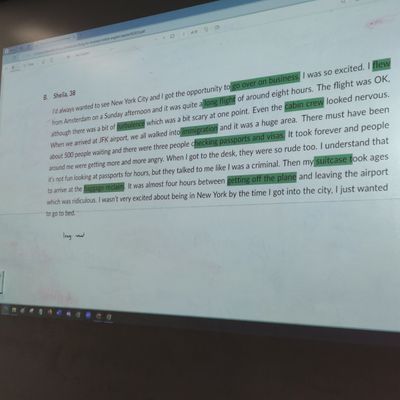 B. Sheila, 38
I'd always wanted to see New York City and I got the opportunity to go over on business. I was so excited. I flew
from Amsterdam on a Sunday afternoon and it was quite a long flight of around eight hours. The flight was OK,
although there was a bit of turbulence which was a bit scary at one point. Even the cabin crew looked nervous.
When we arrived at JFK airport, we all walked into immigration and it was a huge area. There must have been
about 500 people waiting and there were three people checking passports and visas. It took forever and people
around me were getting more and more angry. When I got to the desk, they were so rude too. I understand that
it's not fun looking at passports for hours, but they talked to me like I was a criminal. Then my suitcase took ages
to arrive at the baggage reclaim. It was almost four hours between getting off the plane and leaving the airport
which was ridiculous. I wasn't very excited about being in New York by the time I got into the city, I just wanted
to go to bed.